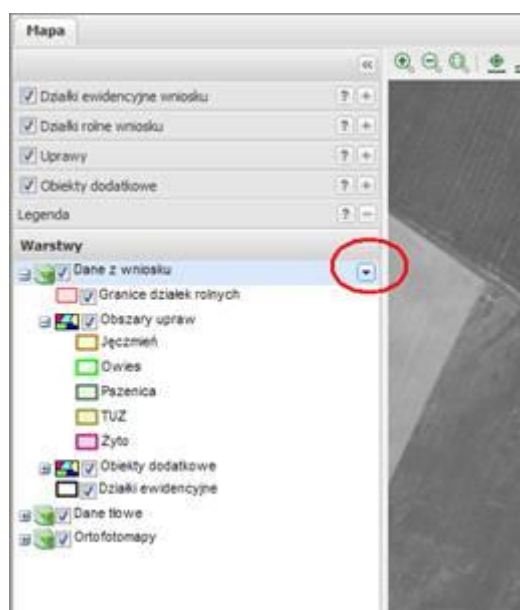 Mapa
Działki ewidencyjne wniosku
Działki rolne wniosku
Uprawy
Obiekty dodatkowe
Legenda
Warstwy
Dane z wniosku
Granice działek rolnych
Obszary upraw
Jęczmień
Owies
Pszenica
TUZ
Żyto
Obiekty dodatkowe
Działki ewidencyjne
Dane tłowe
Ortofotomapy